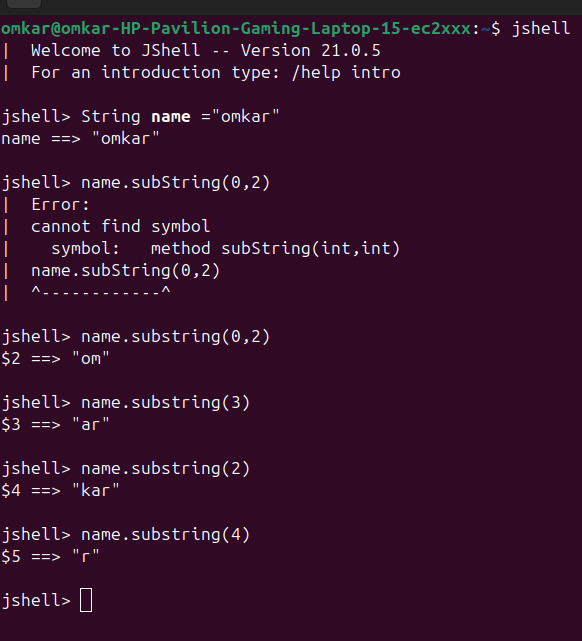 omkar@omkar-HP-Pavilion-Gaming-Laptop-15-ec2xxx:~$ jshell
|  Welcome to JShell -- Version 21.0.5
|  For an introduction type: /help intro

jshell> String name ="omkar"
name ==> "omkar"

jshell> name.subString(0,2)
|  Error:
|  cannot find symbol
|    symbol:   method subString(int,int)
|  name.subString(0,2)
|  ^------------^

jshell> name.substring(0,2)
$2 ==> "om"

jshell> name.substring(3)
$3 ==> "ar"

jshell> name.substring(2)
$4 ==> "kar"

jshell> name.substring(4)
$5 ==> "r"

jshell>